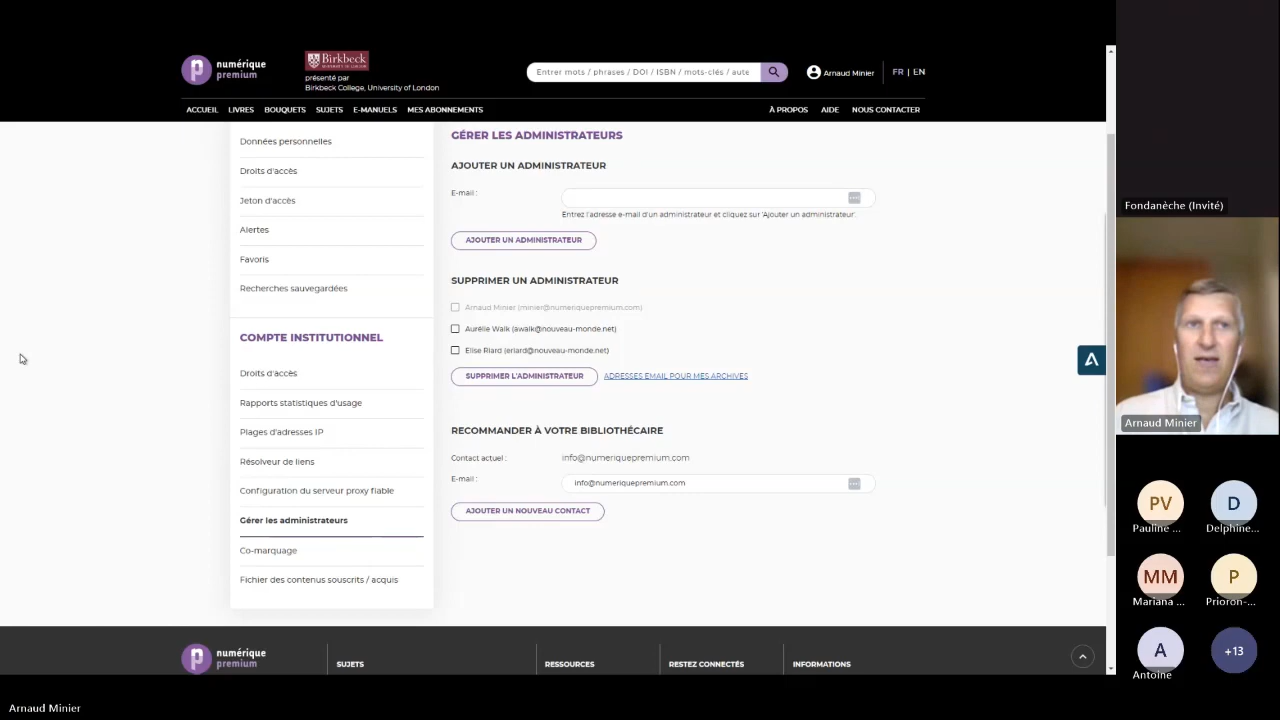 numérique
premium
Birkbeck
présenté par
Birkbeck College, University of London
Entrer mots / phrases / DOI / ISBN / mots-clés / aute
Arnaud Minier
FR | EN
ACCUEIL LIVRES BOUQUETS SUJETS E-MANUELS MES ABONNEMENTS
À PROPOS AIDE NOUS CONTACTER
Données personnelles
Droits d'accès
Jeton d'accès
Alertes
Favoris
Recherches sauvegardées
COMPTE INSTITUTIONNEL
Droits d'accès
Rapports statistiques d'usage
Plages d'adresses IP
Résolveur de liens
Configuration du serveur proxy fiable
Gérer les administrateurs
Co-marquage
Fichier des contenus souscrits / acquis
GÉRER LES ADMINISTRATEURS
AJOUTER UN ADMINISTRATEUR
E-mail :
Entrez l'adresse e-mail d'un administrateur et cliquez sur 'Ajouter un administrateur'.
AJOUTER UN ADMINISTRATEUR
SUPPRIMER UN ADMINISTRATEUR
Arnaud Minier (minier@numeriquepremium.com)
Aurélie Walk (awalk@nouveau-monde.net)
Elise Riard (eriard@nouveau-monde.net)
SUPPRIMER L'ADMINISTRATEUR ADRESSES EMAIL POUR MES ARCHIVES
RECOMMANDER À VOTRE BIBLIOTHÉCAIRE
Contact actuel : info@numeriquepremium.com
E-mail : info@numeriquepremium.com
AJOUTER UN NOUVEAU CONTACT
numérique
premium
SUJETS
RESSOURCES
RESTEZ CONNECTÉS
INFORMATIONS
Fondanèche (Invité)
Arnaud Minier
PV
Pauline ...
D
Delphine...
MM
Mariana ...
P
Prioron-...
A
Antoine
+13
Arnaud Minier